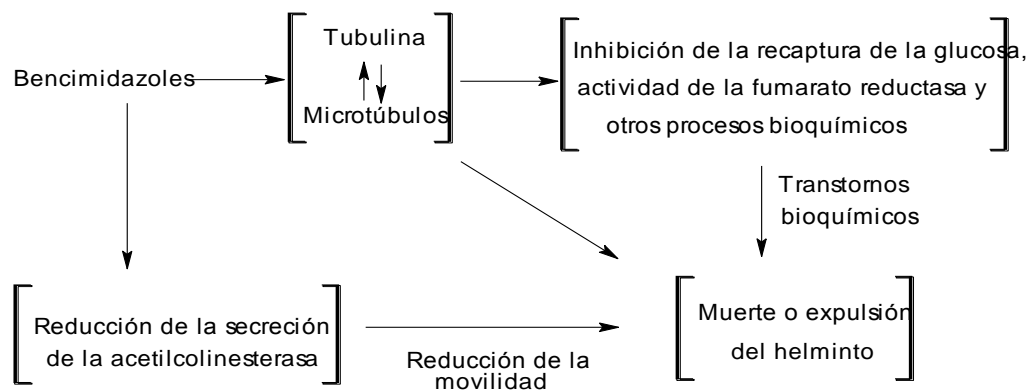 Bencimidazoles
Tubulina
Microtúbulos
Inhibición de la recaptura de la glucosa,
actividad de la fumarato reductasa y
otros procesos bioquímicos
Transtornos
bioquímicos
Reducción de la secreción
de la acetilcolinesterasa
Reducción de la
movilidad
Muerte o expulsión
del helminto